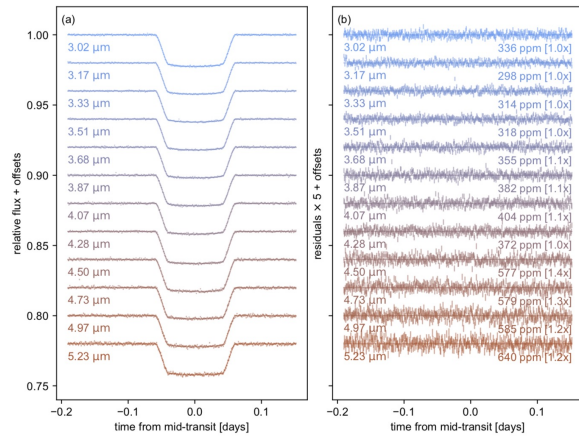 (a)
1.00
3.02 μm
3.17 μm
0.95
3.33 μm
3.51 μm
3.68 μm
0.90
3.87 μm
4.07 μm
0.85
4.28 μm
4.50 μm
4.73 μm
0.80
4.97 μm
5.23 μm
0.75
relative flux + offsets
−0.2 −0.1 0.0 0.1
time from mid-transit [days]
(b)
3.02 μm 336 ppm [1.0x]
3.17 μm 298 ppm [1.0x]
3.33 μm 314 ppm [1.0x]
3.51 μm 318 ppm [1.0x]
3.68 μm 355 ppm [1.1x]
3.87 μm 382 ppm [1.1x]
4.07 μm 404 ppm [1.1x]
4.28 μm 372 ppm [1.0x]
4.50 μm 577 ppm [1.4x]
4.73 μm 579 ppm [1.3x]
4.97 μm 585 ppm [1.2x]
5.23 μm 640 ppm [1.2x]
residuals × 5 + offsets
−0.2 −0.1 0.0 0.1
time from mid-transit [days]